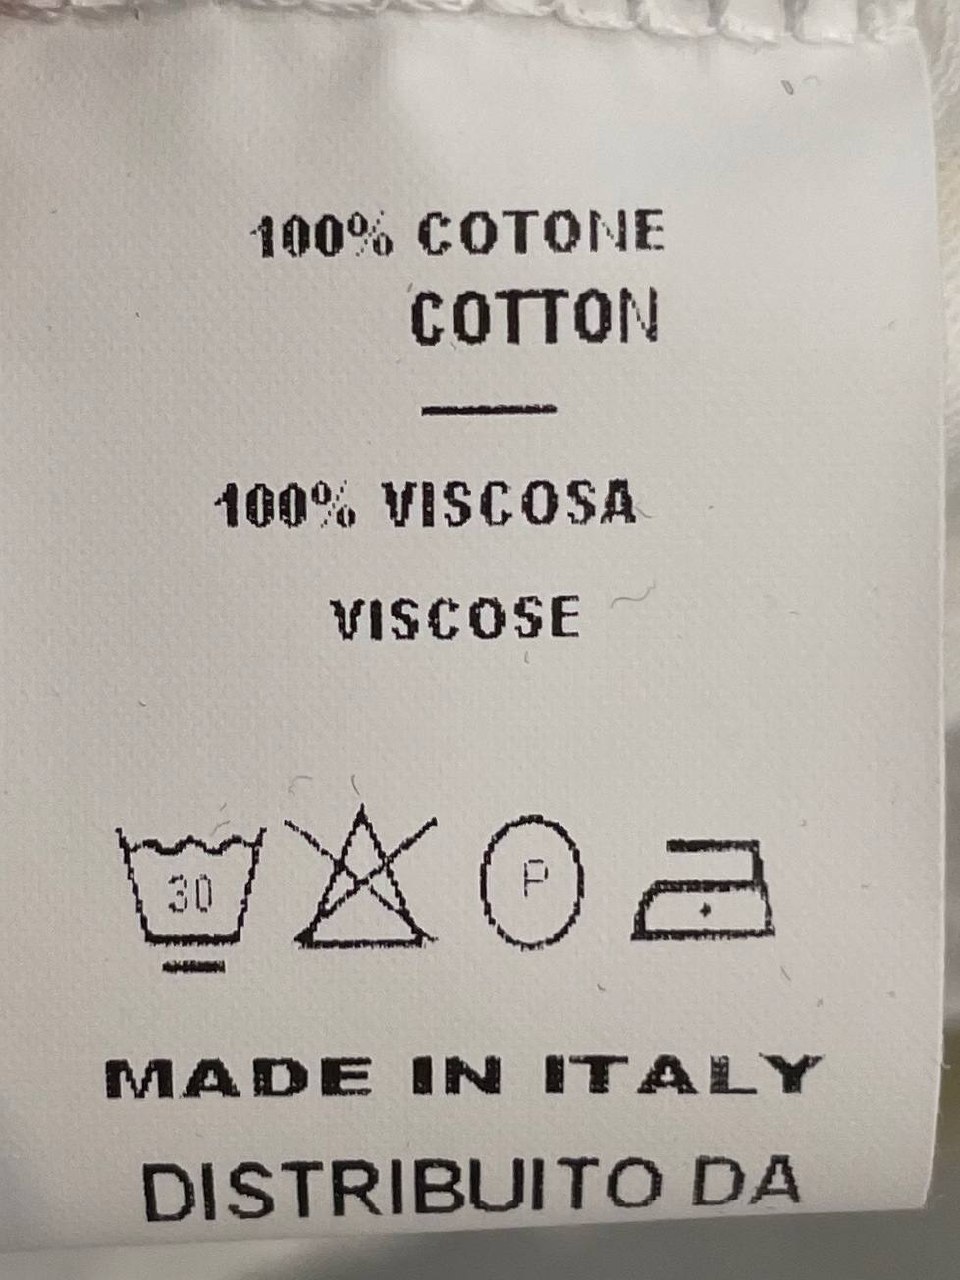 100% COTONE
COTTON
100% VISCOSA
VISCOSE
30
P
MADE IN ITALY
DISTRIBUITO DA